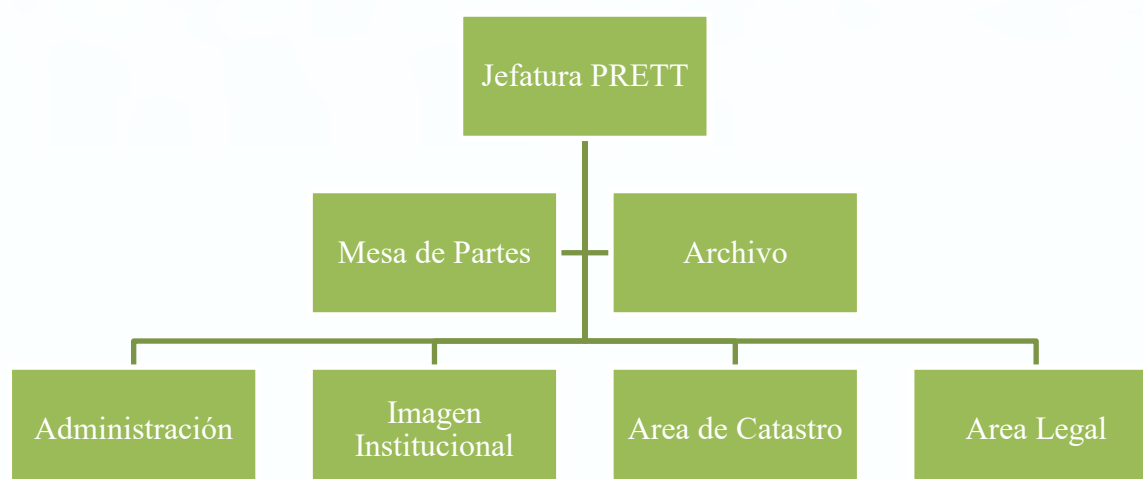 Jefatura PRETT
Mesa de Partes
Archivo
Administración
Imagen
Institucional
Area de Catastro
Area Legal